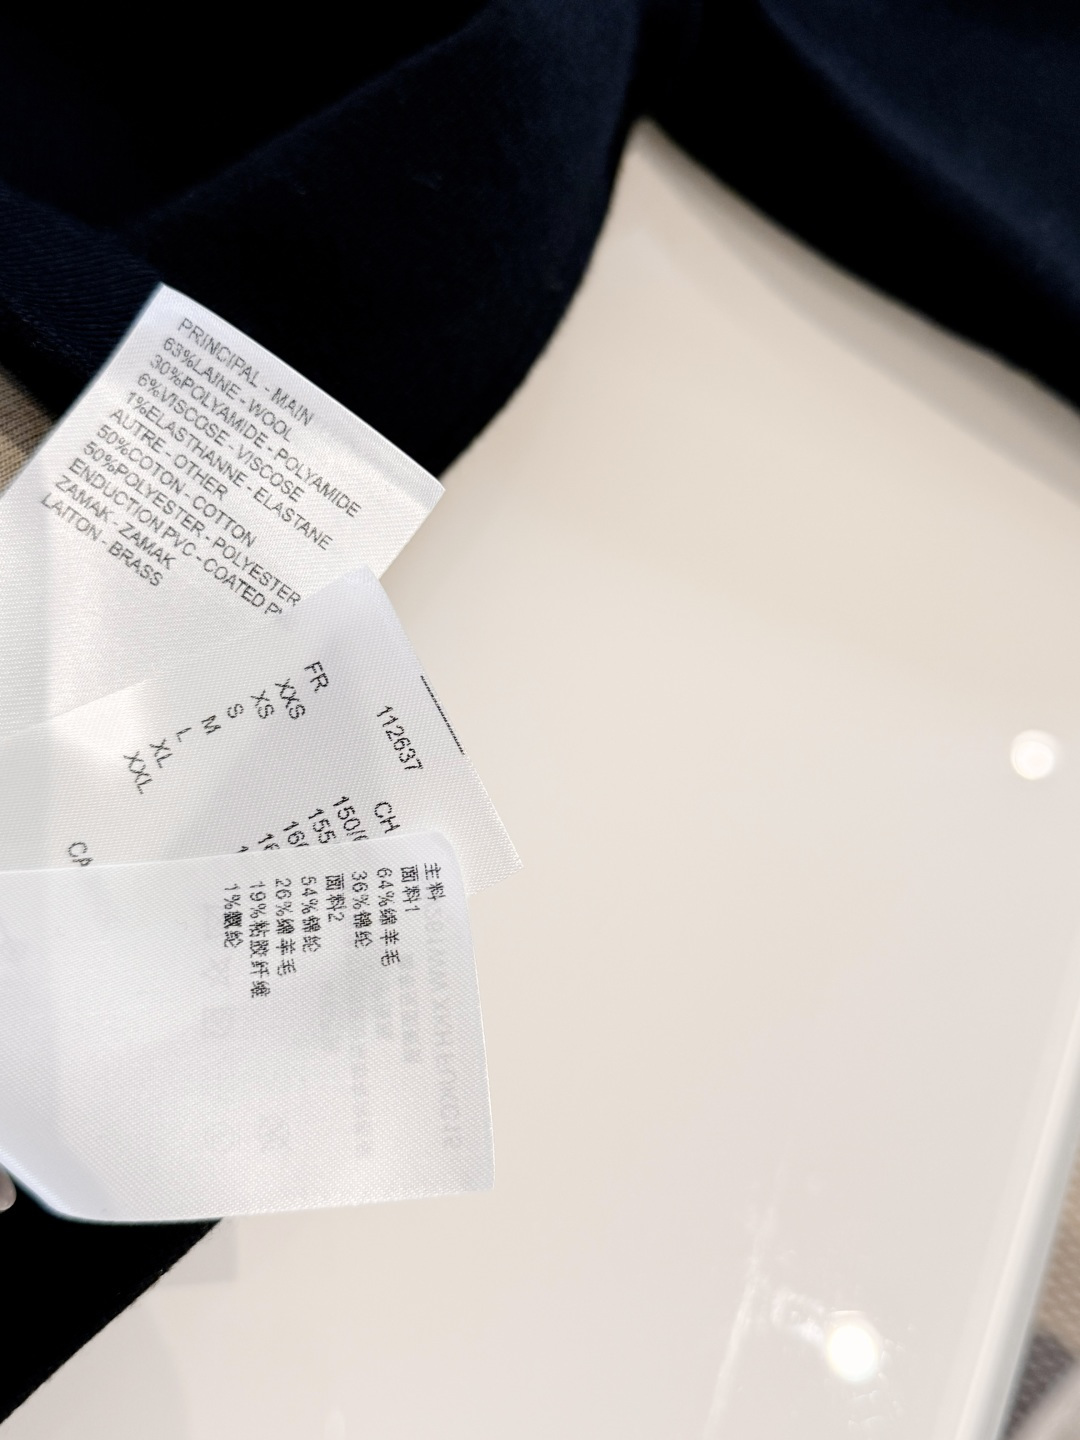 PRINCIPAL - MAIN
63%LAINE - WOOL
30%POLYAMIDE - POLYAMIDE
6%VISCOSE - VISCOSE
1%ELASTHANNE - ELASTANE
AUTRE - OTHER
50%COTON - COTTON
50%POLYESTER - POLYESTER
ENDUCTION PVC - COATED
ZAMAK - ZAMAK
LAITON - BRASS
112637
FR
XXS
XS
S
M
L
XL
XXL
CH
155
主料
面料1
64%绵羊毛
36%锦纶
面料2
54%锦纶
26%绵羊毛
19%粘胶纤维
1%氨纶